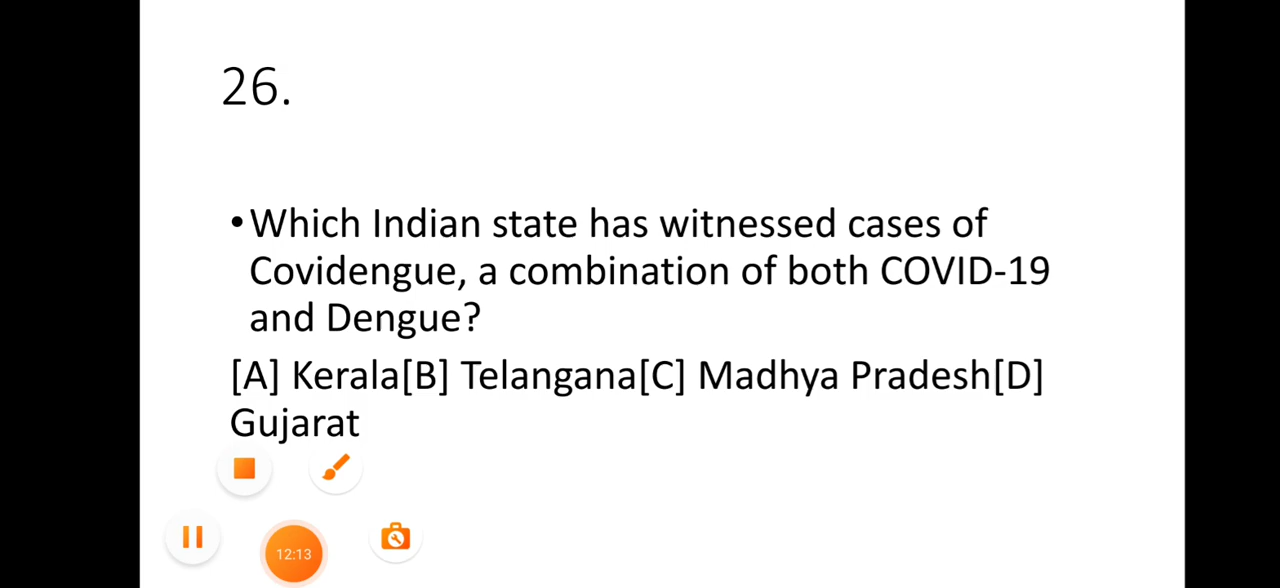 26.
•Which Indian state has witnessed cases of
Covidengue, a combination of both COVID-19
and Dengue?
[A] Kerala[B] Telangana[C] Madhya Pradesh[D]
Gujarat
12:13